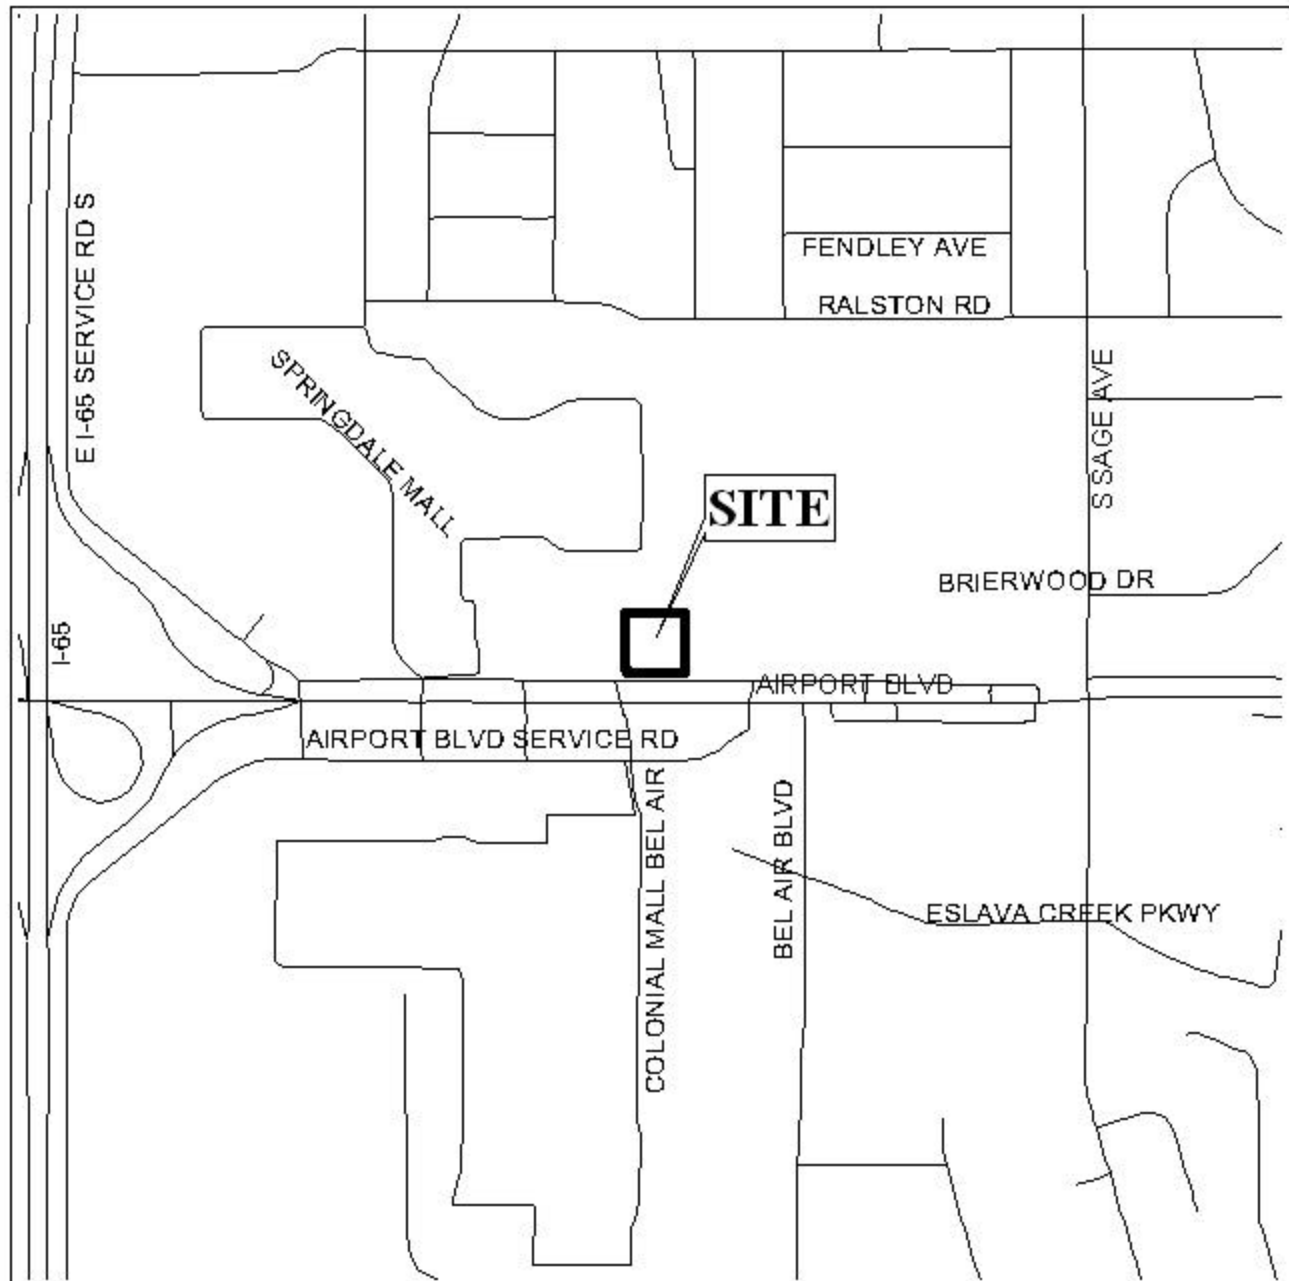 E I-65 SERVICE RD S
FENDLEY AVE
RALSTON RD
SPRINGDALE MALL
S SAGE AVE
SITE
BRIERWOOD DR
I-65
AIRPORT BLVD
AIRPORT BLVD SERVICE RD
COLONIAL MALL BEL AIR
BEL AIR BLVD
ESLAVA CREEK PKWY